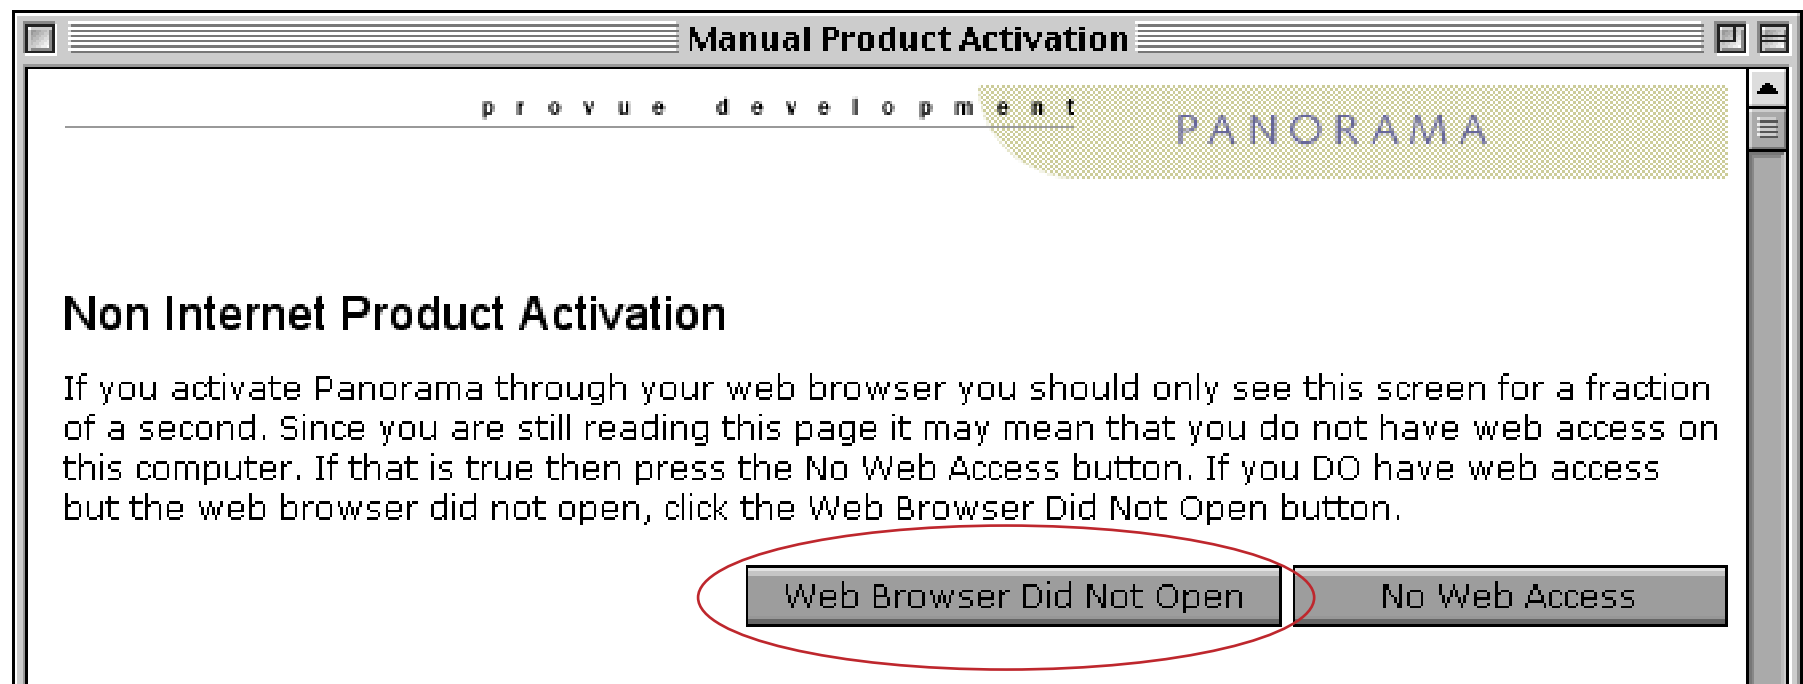 Manual Product Activation
provue development
PANORAMA
Non Internet Product Activation
If you activate Panorama through your web browser you should only see this screen for a fraction
of a second. Since you are still reading this page it may mean that you do not have web access on
this computer. If that is true then press the No Web Access button. If you DO have web access
but the web browser did not open, click the Web Browser Did Not Open button.
Web Browser Did Not Open
No Web Access